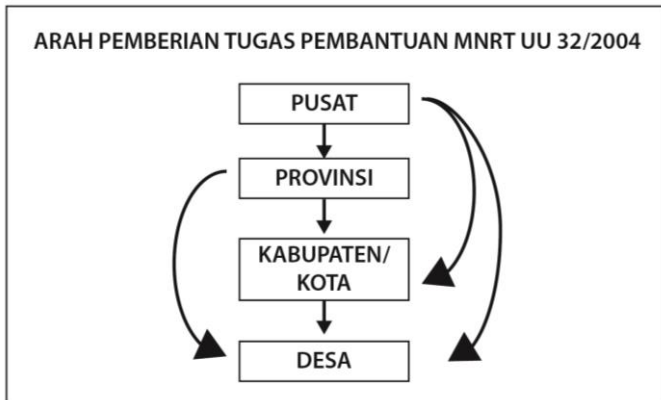 ARAH PEMBERIAN TUGAS PEMBANTUAN MNRT UU 32/2004
PUSAT
PROVINSI
KABUPATEN/
KOTA
DESA